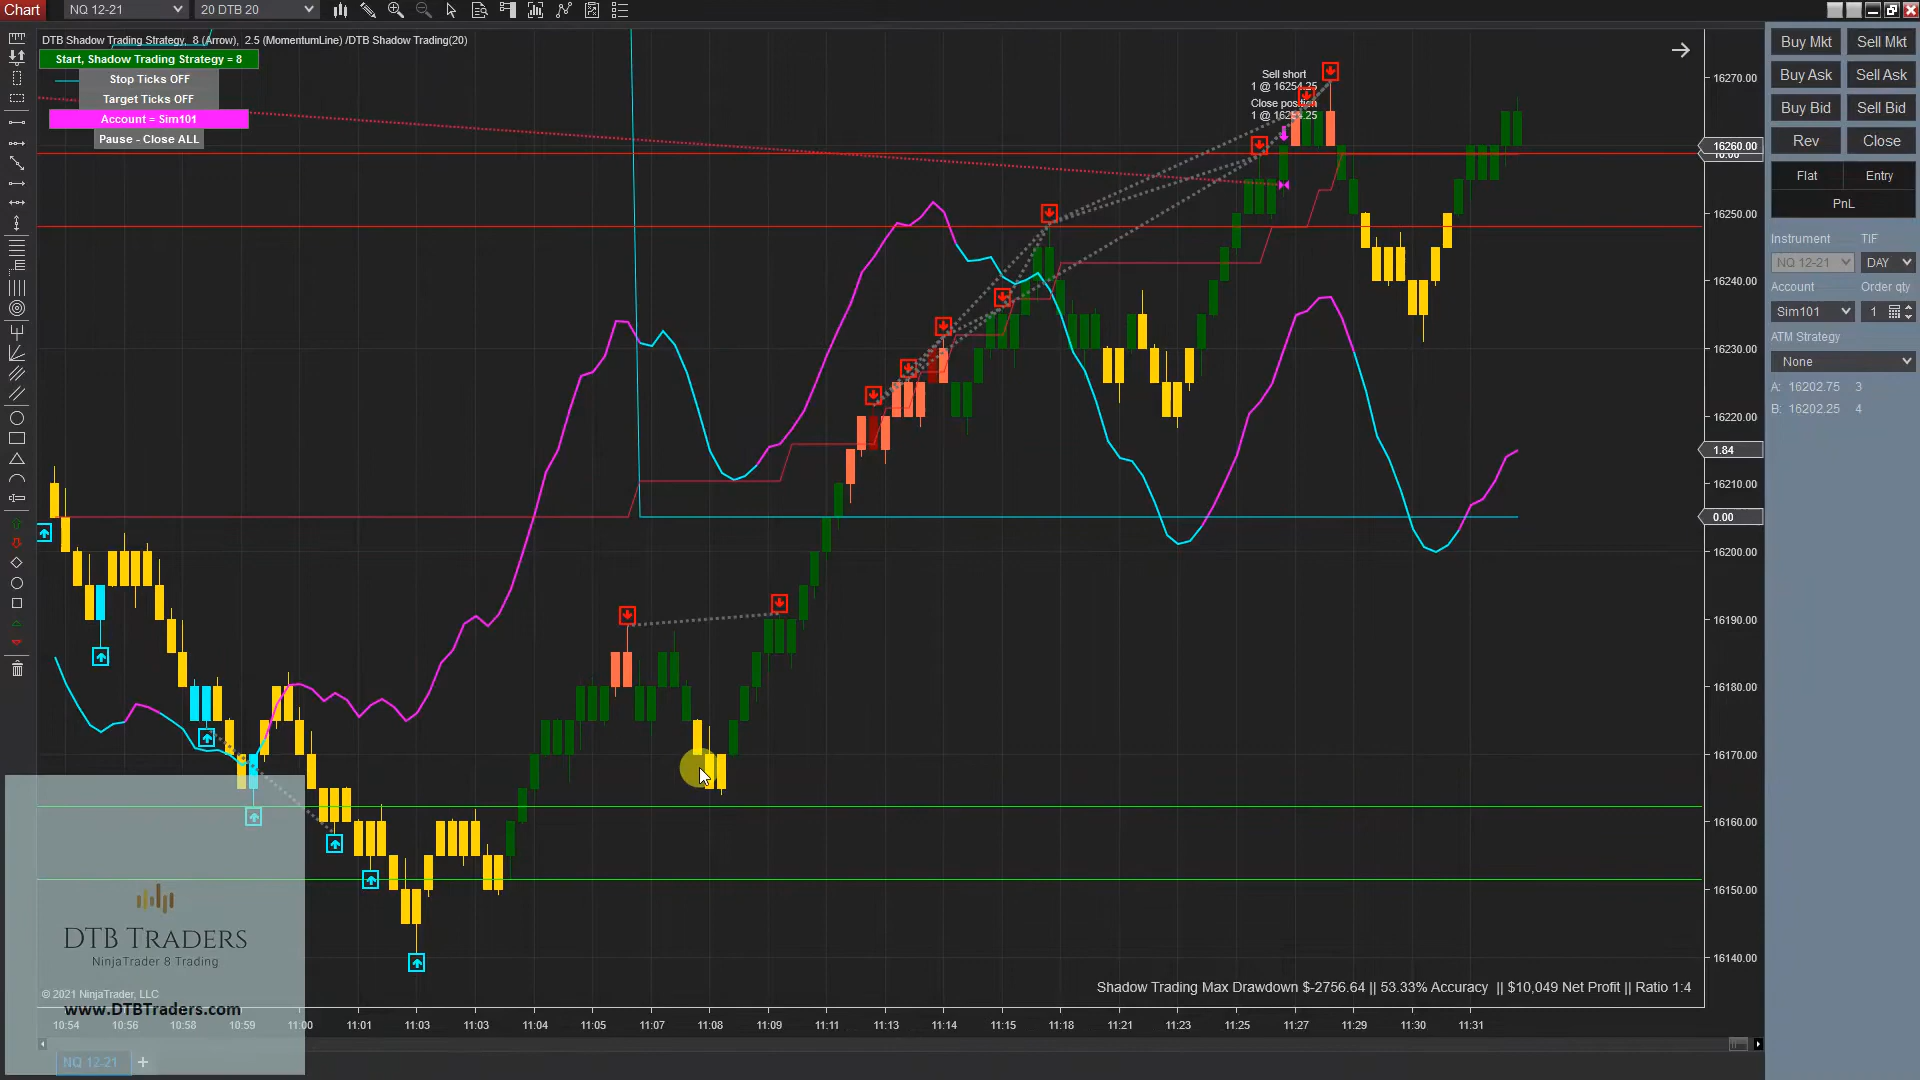 Chart
NQ 12-21
20 DTB 20
DTB Shadow Trading Strategy, 8 (Arrow), 2.5 (MomentumLine) /DTB Shadow Trading(20)
Start, Shadow Trading Strategy = 8
Stop Ticks OFF
Target Ticks OFF
Account = Sim101
Pause - Close ALL
Sell short
1 @ 16254.25
Close position
16270.00
16260.00
16250.00
16240.00
16230.00
16220.00
1.84
16210.00
0.00
16200.00
16190.00
16180.00
16170.00
16160.00
16150.00
16140.00
Buy Mkt
Sell Mkt
Buy Ask
Sell Ask
Buy Bid
Sell Bid
Rev
Close
Flat
Entry
PnL
Instrument
TIF
NQ 12-21
DAY
Account
Order qty
Sim101
1
ATM Strategy
None
A: 16202.75 3
B: 16202.25 4
DTB TRADERS
NinjaTrader 8 Trading
© 2021 NinjaTrader, LLC
www.DTBTraders.com
Shadow Trading Max Drawdown $-2756.64 || 53.33% Accuracy || $10,049 Net Profit || Ratio 1:4
10:54 10:56 10:58 10:59 11:00 11:01 11:03 11:03 11:04 11:05 11:07 11:08 11:09 11:11 11:13 11:14 11:15 11:18 11:21 11:23 11:25 11:27 11:29 11:30 11:31
NQ 12-21